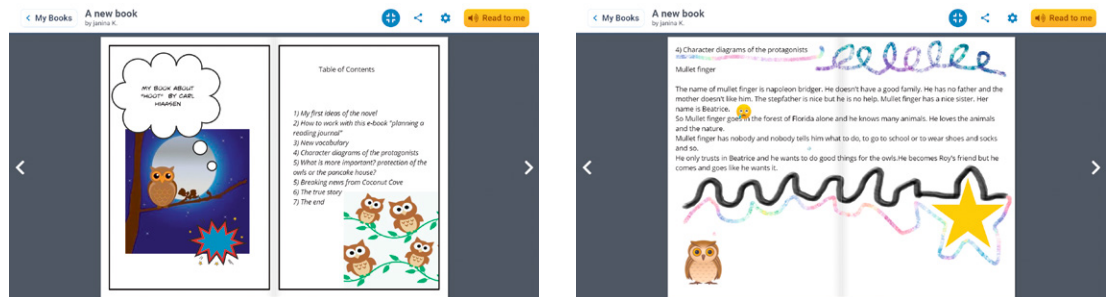 My Books
A new book
by Janina K.
Read to me
MY BOOK ABOUT
"HOOT" BY CARL
HIAASEN
Table of Contents
1) My first ideas of the novel
2) How to work with this e-book "planning a
reading journal"
3) New vocabulary
4) Character diagrams of the protagonists
5) What is more important? protection of the
owls or the pancake house?
5) Breaking news from Coconut Cove
6) The true story
7) The end
My Books
A new book
by Janina K.
Read to me
4) Character diagrams of the protagonists
Mullet finger
The name of mullet finger is napoleon bridger. He doesn't have a good family. He has no father and the
mother doesn't like him. The stepfather is nice but he is no help. Mullet finger has a nice sister. Her
name is Beatrice.
So Mullet finger goes in the forest of Florida alone and he knows many animals. He loves the animals
and the nature.
Mullet finger has nobody and nobody tells him what to do, to go to school or to wear shoes and socks
and so.
He only trusts in Beatrice and he wants to do good things for the owls.He becomes Roy's friend but he
comes and goes like he wants it.